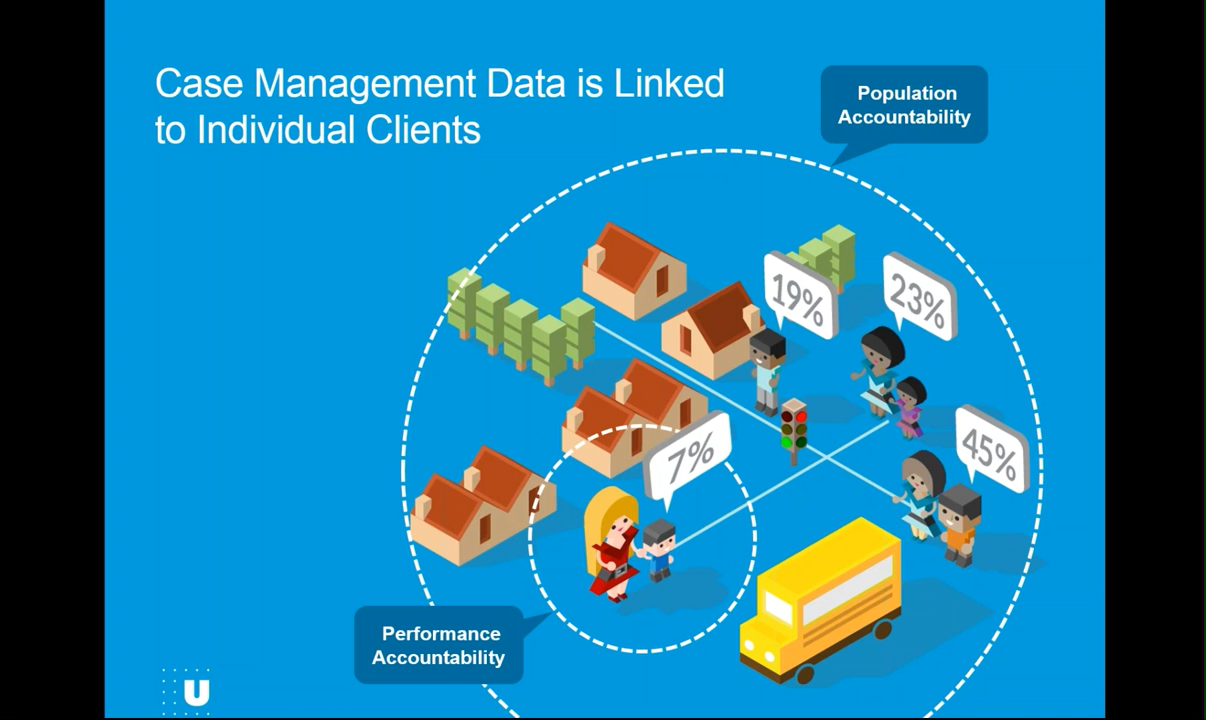 Case Management Data is Linked
to Individual Clients
Population
Accountability
19%
23%
7%
45%
Performance
Accountability
U